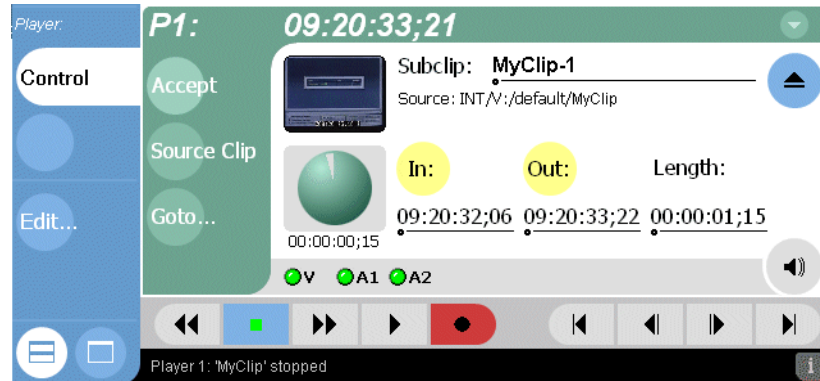 Player:
P1: 09:20:33;21
Control
Accept
Subclip: MyClip-1
Source: INT/V:/default/MyClip
Source Clip
In: Out: Length:
Edit...
Goto...
09:20:32;06 09:20:33;22 00:00:01;15
00:00:00;15
V A1 A2
Player 1: 'MyClip' stopped
i